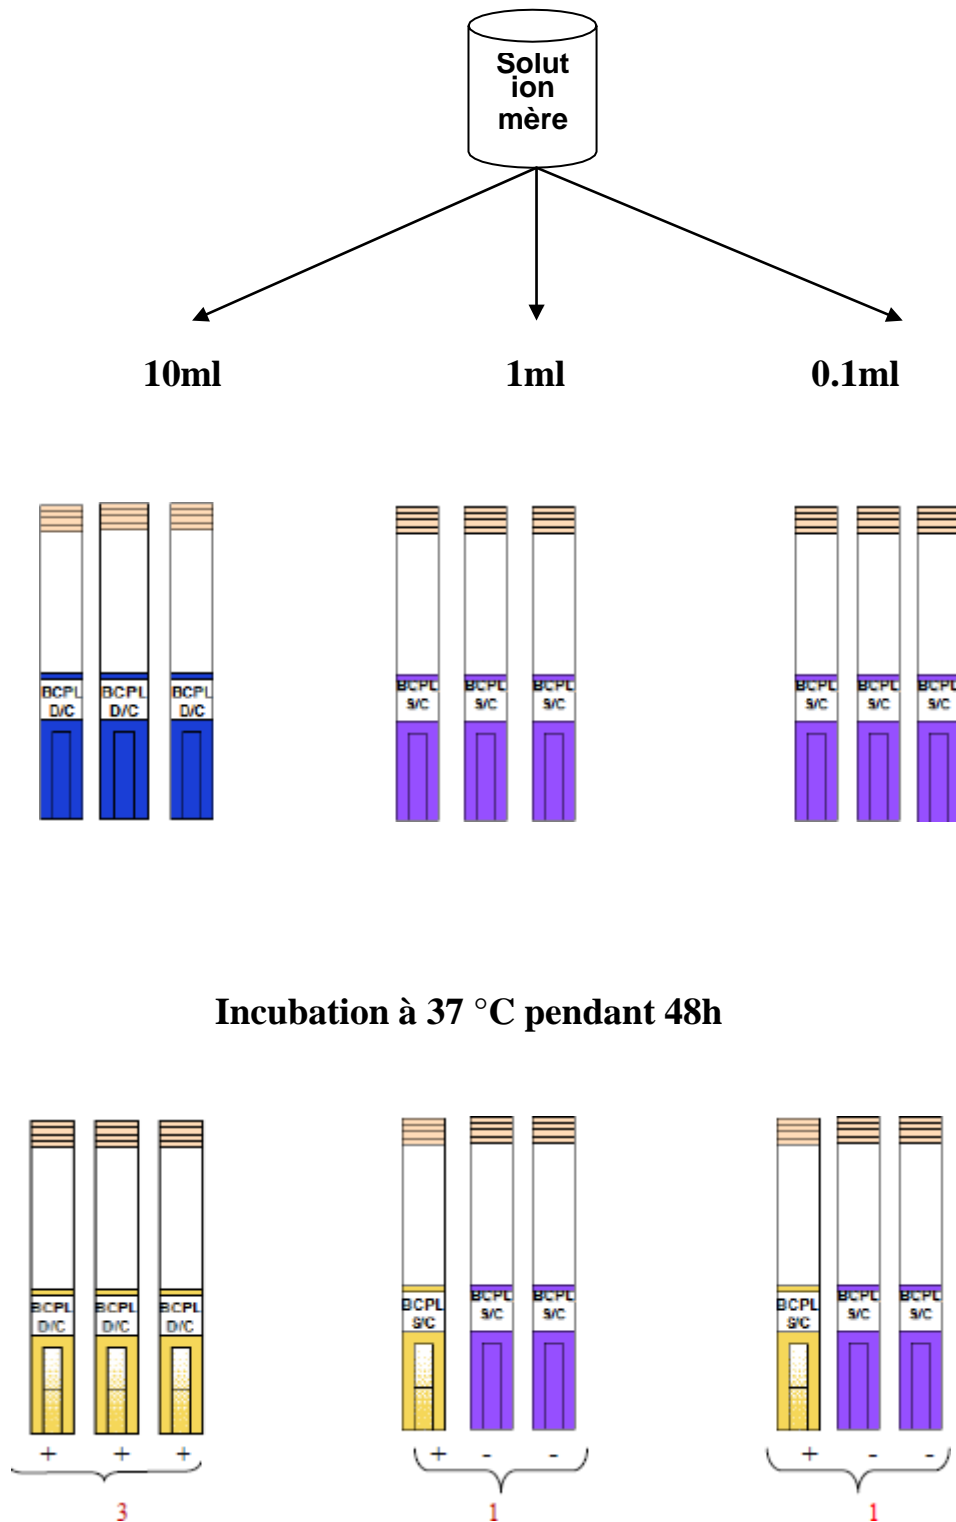 Solut
ion
mère
10ml
1ml
0.1ml
BCPL
D/C
BCPL
D/C
BCPL
D/C
BCPL
S/C
BCPL
S/C
BCPL
S/C
BCPL
S/C
BCPL
S/C
BCPL
S/C
Incubation à 37 °C pendant 48h
BCPL
D/C
BCPL
D/C
BCPL
D/C
BCPL
S/C
BCPL
S/C
BCPL
S/C
BCPL
S/C
BCPL
S/C
BCPL
S/C
+ + +
+ - -
+ - -
3
1
1